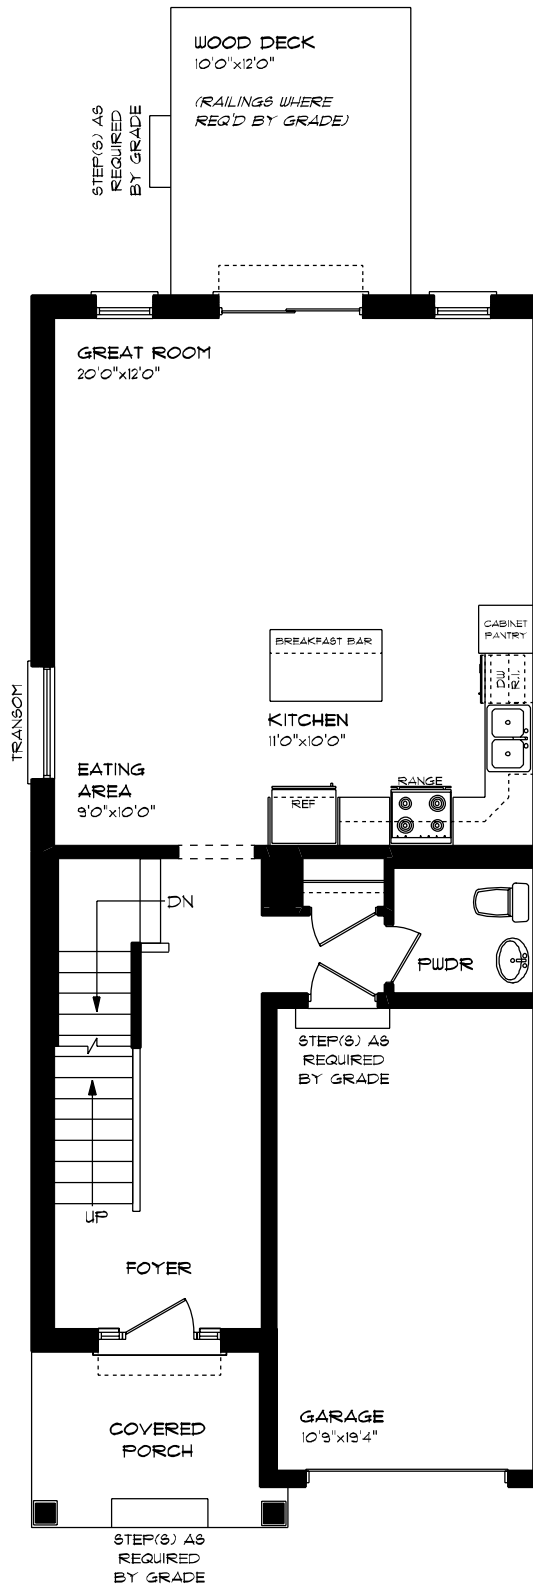 WOOD DECK
10'0"x12'0"
(RAILINGS WHERE
REQ'D BY GRADE)
STEP(S) AS
REQUIRED
BY GRADE
GREAT ROOM
20'0"x12'0"
CABINET
PANTRY
BREAKFAST BAR
DW
R.I.
TRANSOM
KITCHEN
11'0"x10'0"
EATING
AREA
9'0"x10'0"
RANGE
REF
DN
PWDR
STEP(S) AS
REQUIRED
BY GRADE
UP
FOYER
GARAGE
10'9"x19'4"
COVERED
PORCH
STEP(S) AS
REQUIRED
BY GRADE